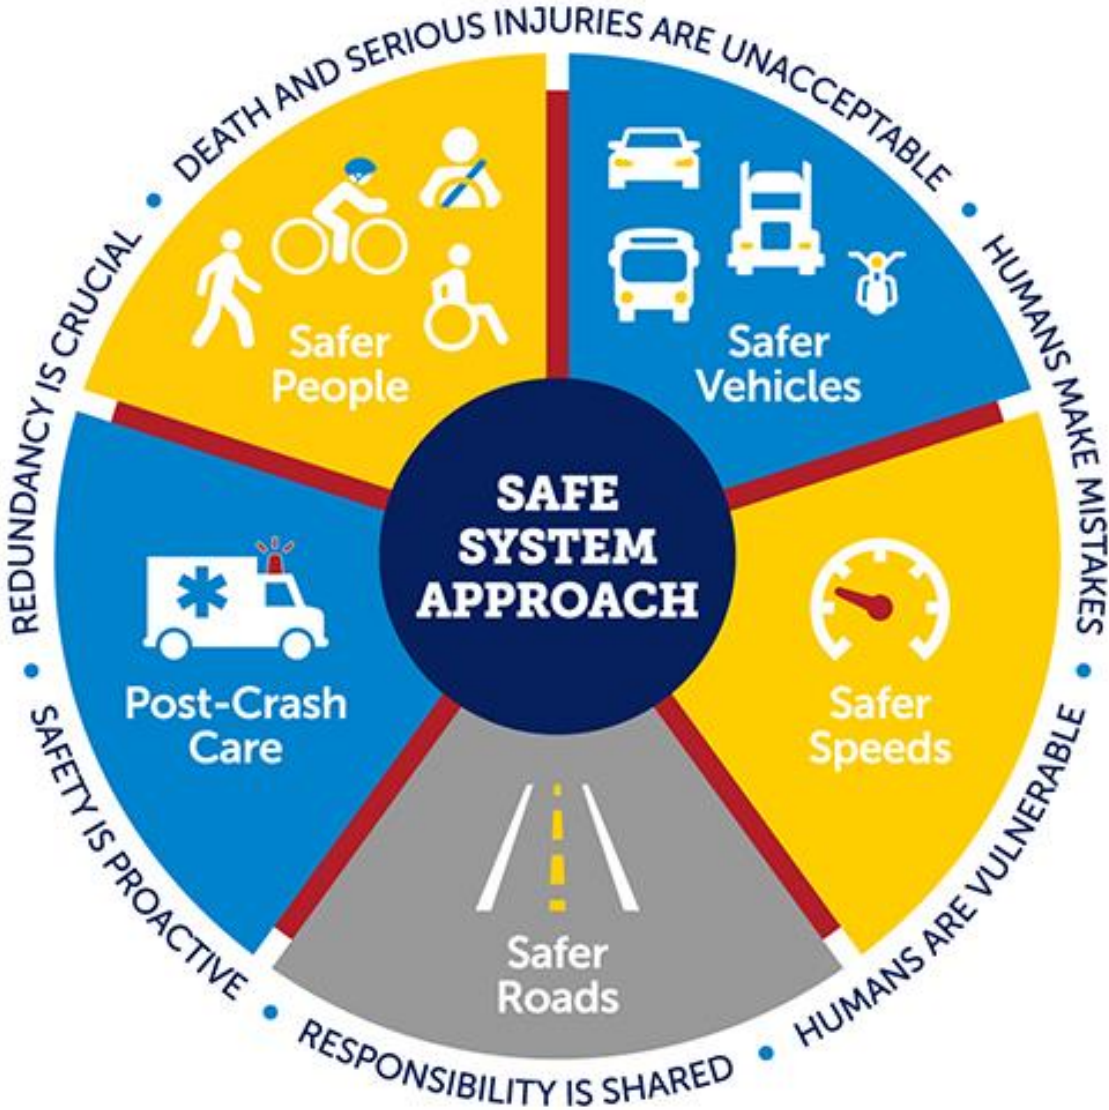 DEATH AND SERIOUS INJURIES ARE UNACCEPTABLE
HUMANS MAKE MISTAKES
HUMANS ARE VULNERABLE
RESPONSIBILITY IS SHARED
SAFETY IS PROACTIVE
REDUNDANCY IS CRUCIAL
Safer
People
Safer
Vehicles
SAFE
SYSTEM
APPROACH
Post-Crash
Care
Safer
Speeds
Safer
Roads